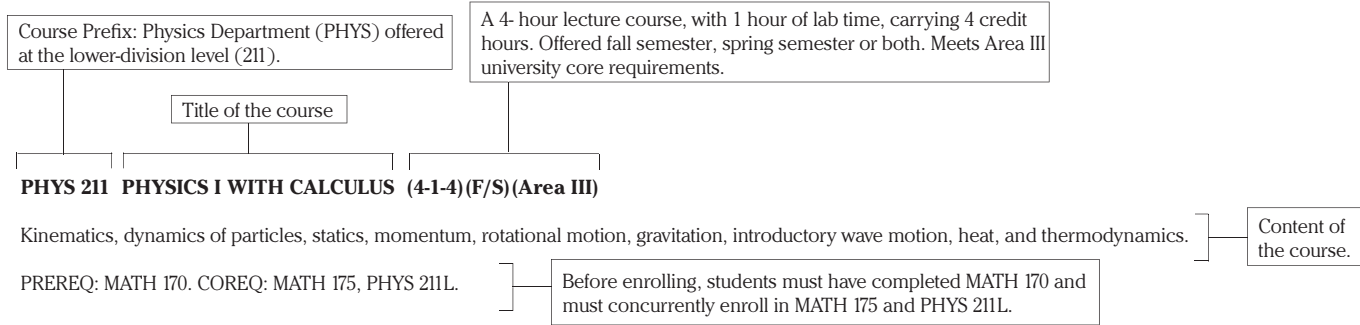 Course Prefix: Physics Department (PHYS) offered
at the lower-division level (211).
A 4- hour lecture course, with 1 hour of lab time, carrying 4 credit
hours. Offered fall semester, spring semester or both. Meets Area III
university core requirements.
Title of the course
PHYS 211 PHYSICS I WITH CALCULUS (4-1-4)(F/S)(Area III)
Kinematics, dynamics of particles, statics, momentum, rotational motion, gravitation, introductory wave motion, heat, and thermodynamics.
Content of
the course.
PREREQ: MATH 170. COREQ: MATH 175, PHYS 211L.
Before enrolling, students must have completed MATH 170 and
must concurrently enroll in MATH 175 and PHYS 211L.